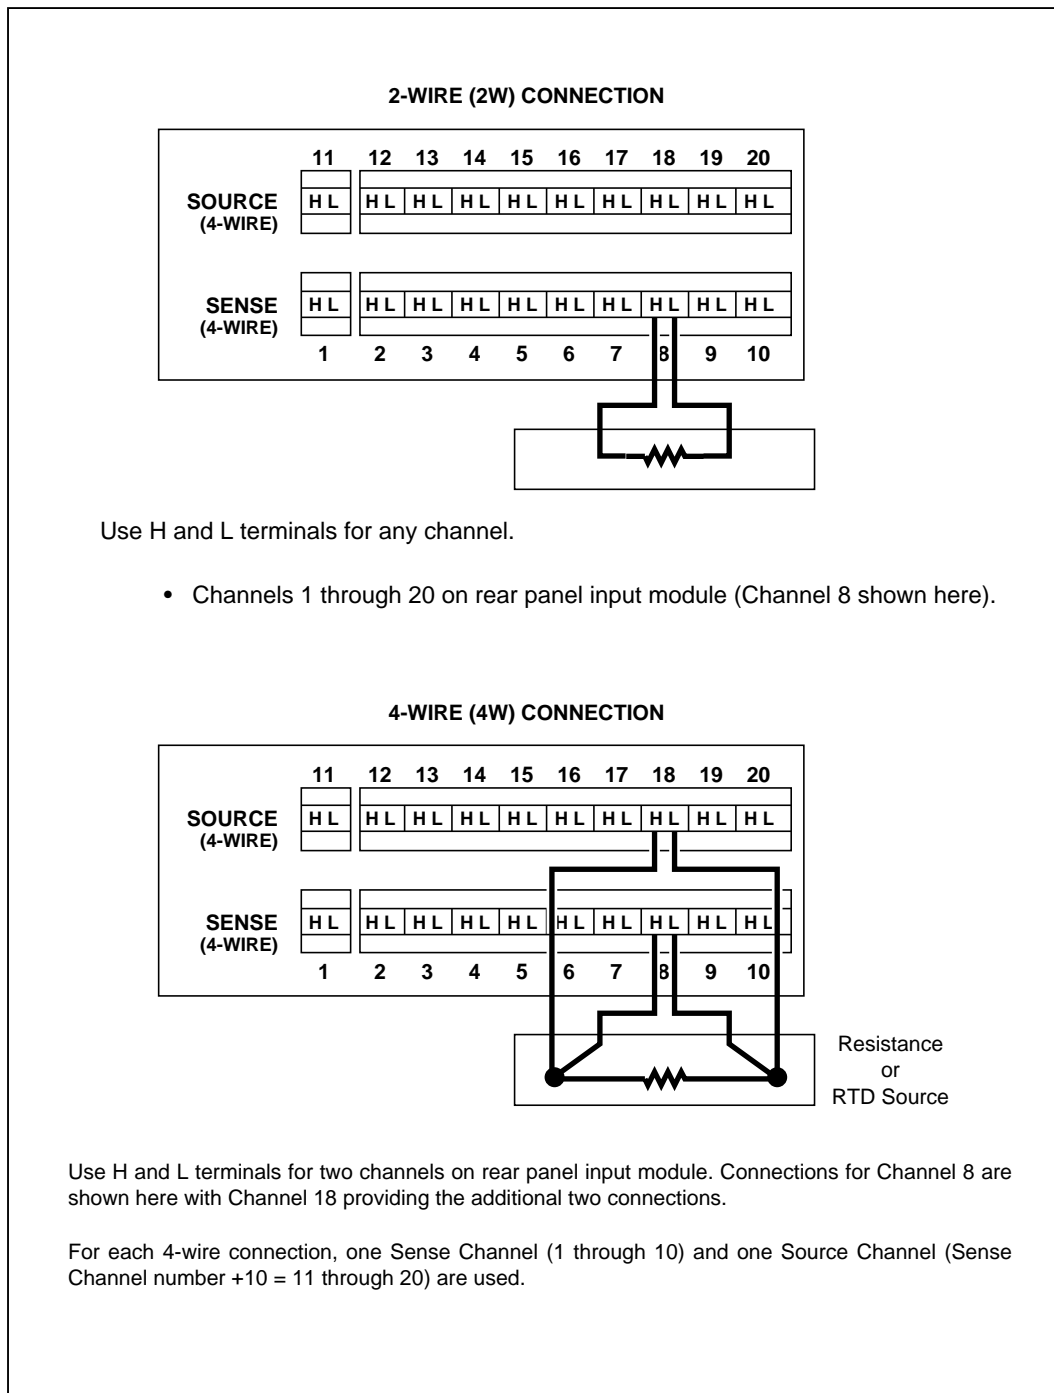 2-WIRE (2W) CONNECTION
11 12 13 14 15 16 17 18 19 20
SOURCE H L H L H L H L H L H L H L H L H L H L
(4-WIRE)
SENSE H L H L H L H L H L H L H L H L H L H L
(4-WIRE)
1 2 3 4 5 6 7 8 9 10
Use H and L terminals for any channel.
• Channels 1 through 20 on rear panel input module (Channel 8 shown here).
4-WIRE (4W) CONNECTION
11 12 13 14 15 16 17 18 19 20
SOURCE H L H L H L H L H L H L H L H L H L H L
(4-WIRE)
SENSE H L H L H L H L H L H L H L H L H L H L
(4-WIRE)
1 2 3 4 5 6 7 8 9 10
Resistance
or
RTD Source
Use H and L terminals for two channels on rear panel input module. Connections for Channel 8 are
shown here with Channel 18 providing the additional two connections.
For each 4-wire connection, one Sense Channel (1 through 10) and one Source Channel (Sense
Channel number +10 = 11 through 20) are used.